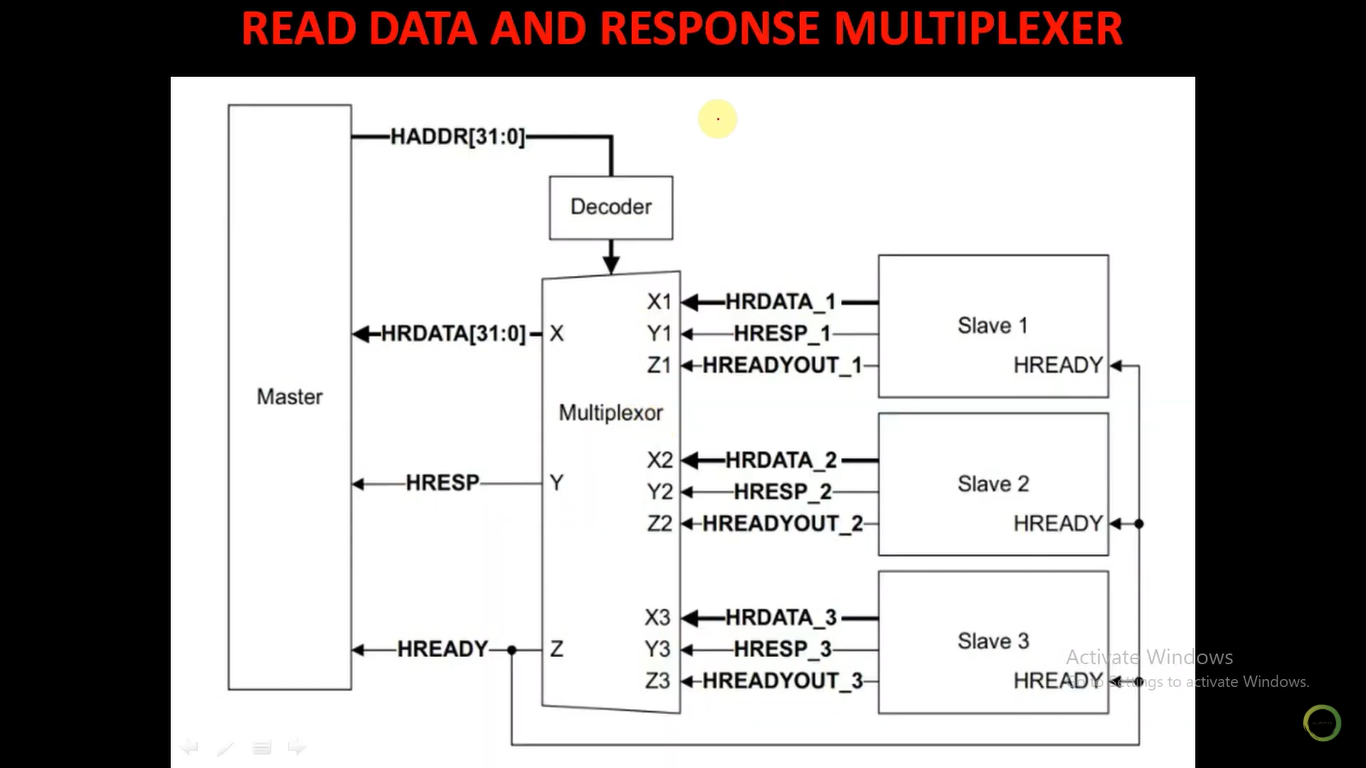 READ DATA AND RESPONSE MULTIPLEXER
HADDR[31:0]
Decoder
X1
HRDATA_1
HRDATA[31:0]
X
Y1
HRESP_1
Slave 1
Z1
HREADYOUT_1
HREADY
Master
Multiplexor
X2
HRDATA_2
HRESP
Y
Y2
HRESP_2
Slave 2
Z2
HREADYOUT_2
HREADY
X3
HRDATA_3
HREADY
Z
Y3
HRESP_3
Slave 3
Z3
HREADYOUT_3
HREADY
Activate Windows
Go to Settings to activate Windows.